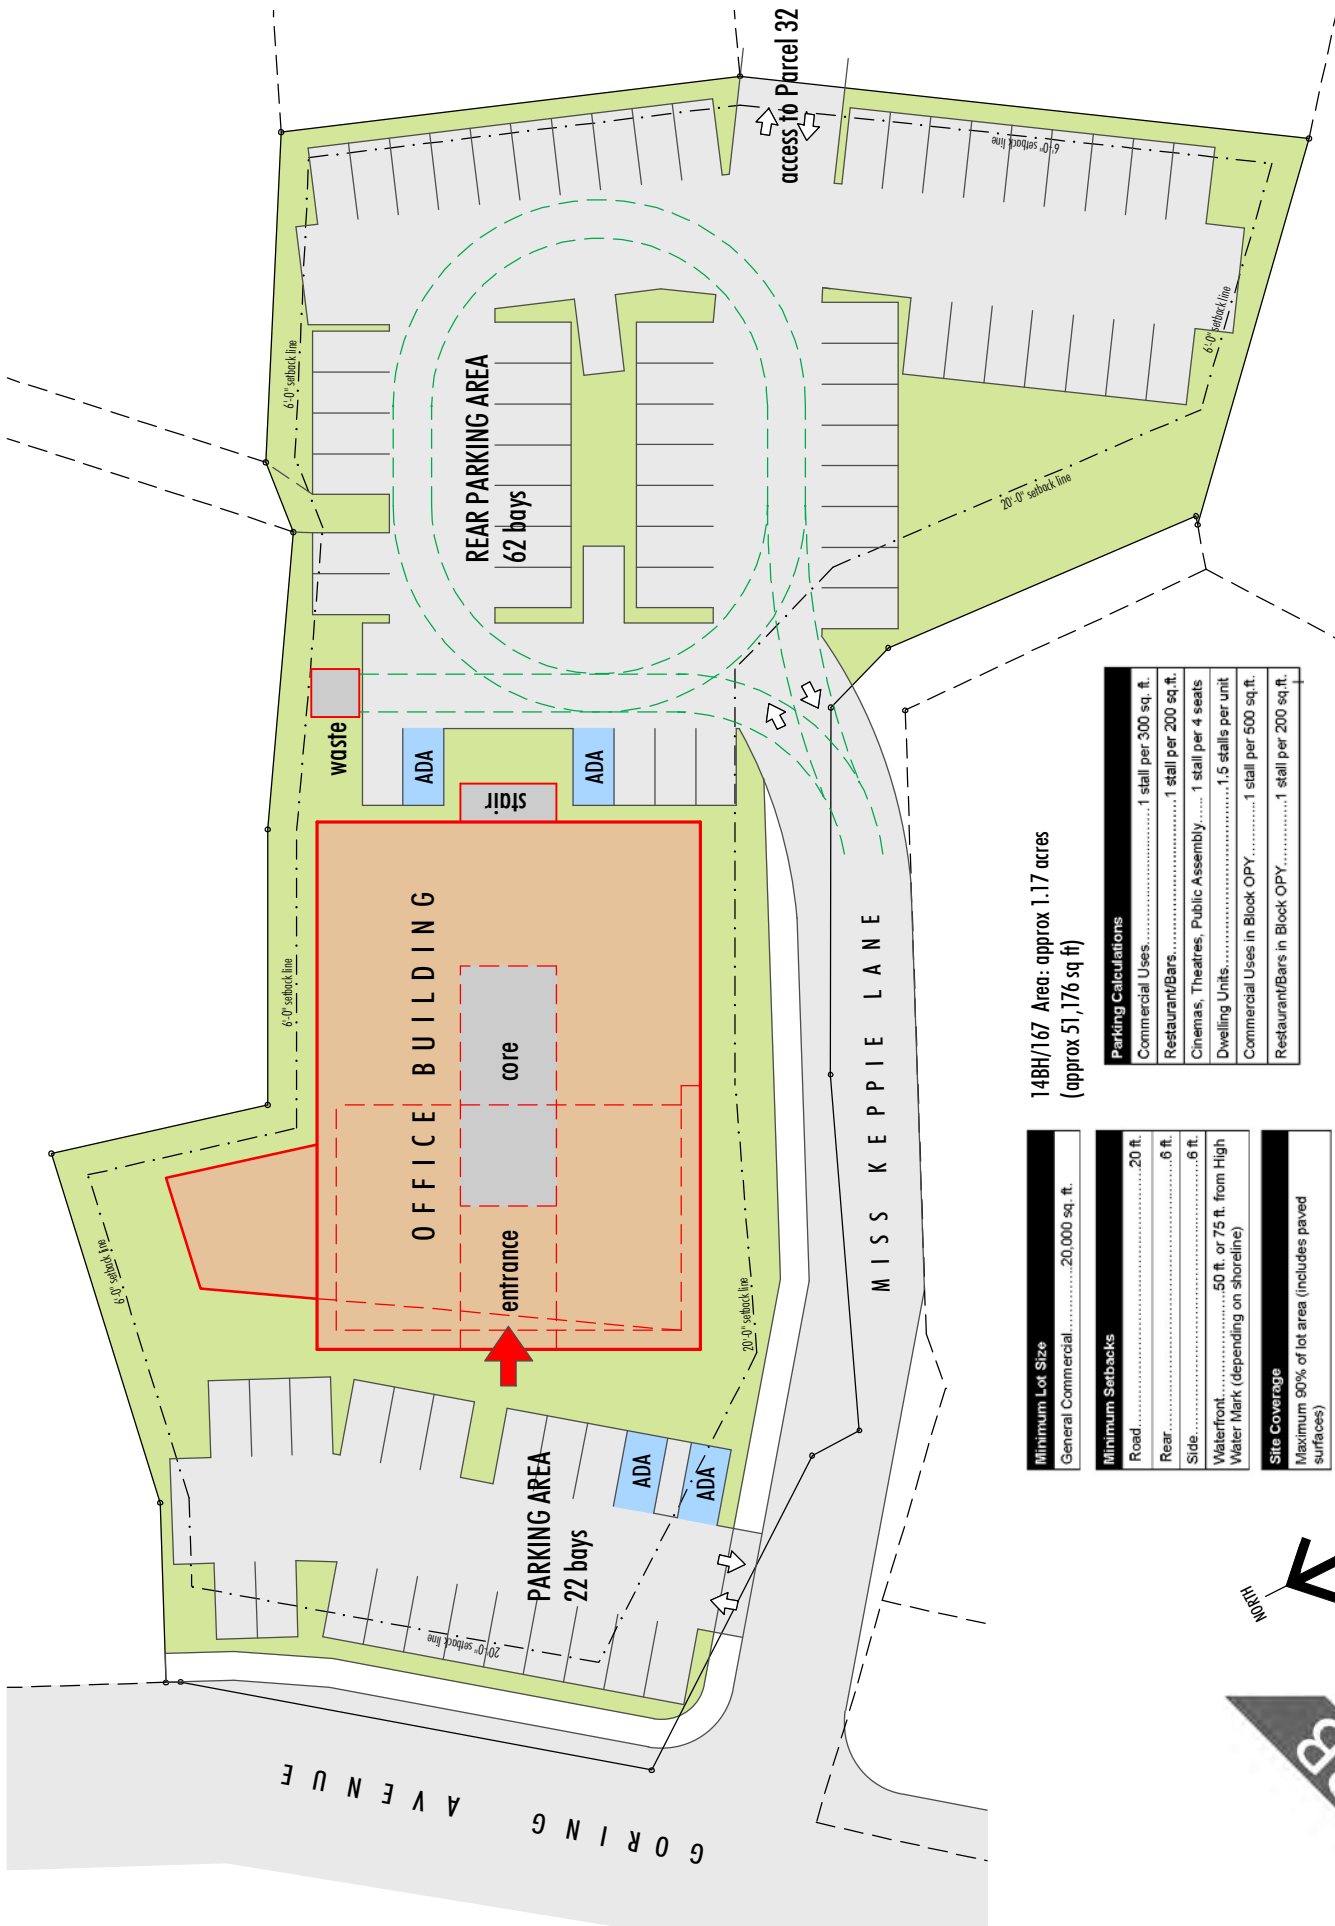 access to Parcel 32
6'-0" setback line
6'-0" setback line
6'-0" setback line
20'-0" setback line
REAR PARKING AREA
62 bays
waste
ADA
ADA
stair
OFFICE BUILDING
core
entrance
6'-0" setback line
6'-0" setback line
20'-0" setback line
MISS KEPPIE LANE
PARKING AREA
22 bays
ADA
ADA
20'-0" setback line
GORING AVENUE
14BH/167 Area: approx 1.17 acres
(approx 51,176 sq ft)
Parking Calculations
Commercial Uses..............................1 stall per 300 sq. ft.
Restaurant/Bars..............................1 stall per 200 sq.ft.
Cinemas, Theatres, Public Assembly...... 1 stall per 4 seats
Dwelling Units..............................1.5 stalls per unit
Commercial Uses in Block OPY............1 stall per 500 sq.ft.
Restaurant/Bars in Block OPY............1 stall per 200 sq.ft.
Minimum Lot Size
General Commercial...............20,000 sq. ft.
Minimum Setbacks
Road..............................20 ft.
Rear..............................6 ft.
Side..............................6 ft.
Waterfront...............50 ft. or 75 ft. from High
Water Mark (depending on shoreline)
Site Coverage
Maximum 90% of lot area (includes paved
surfaces)
NORTH